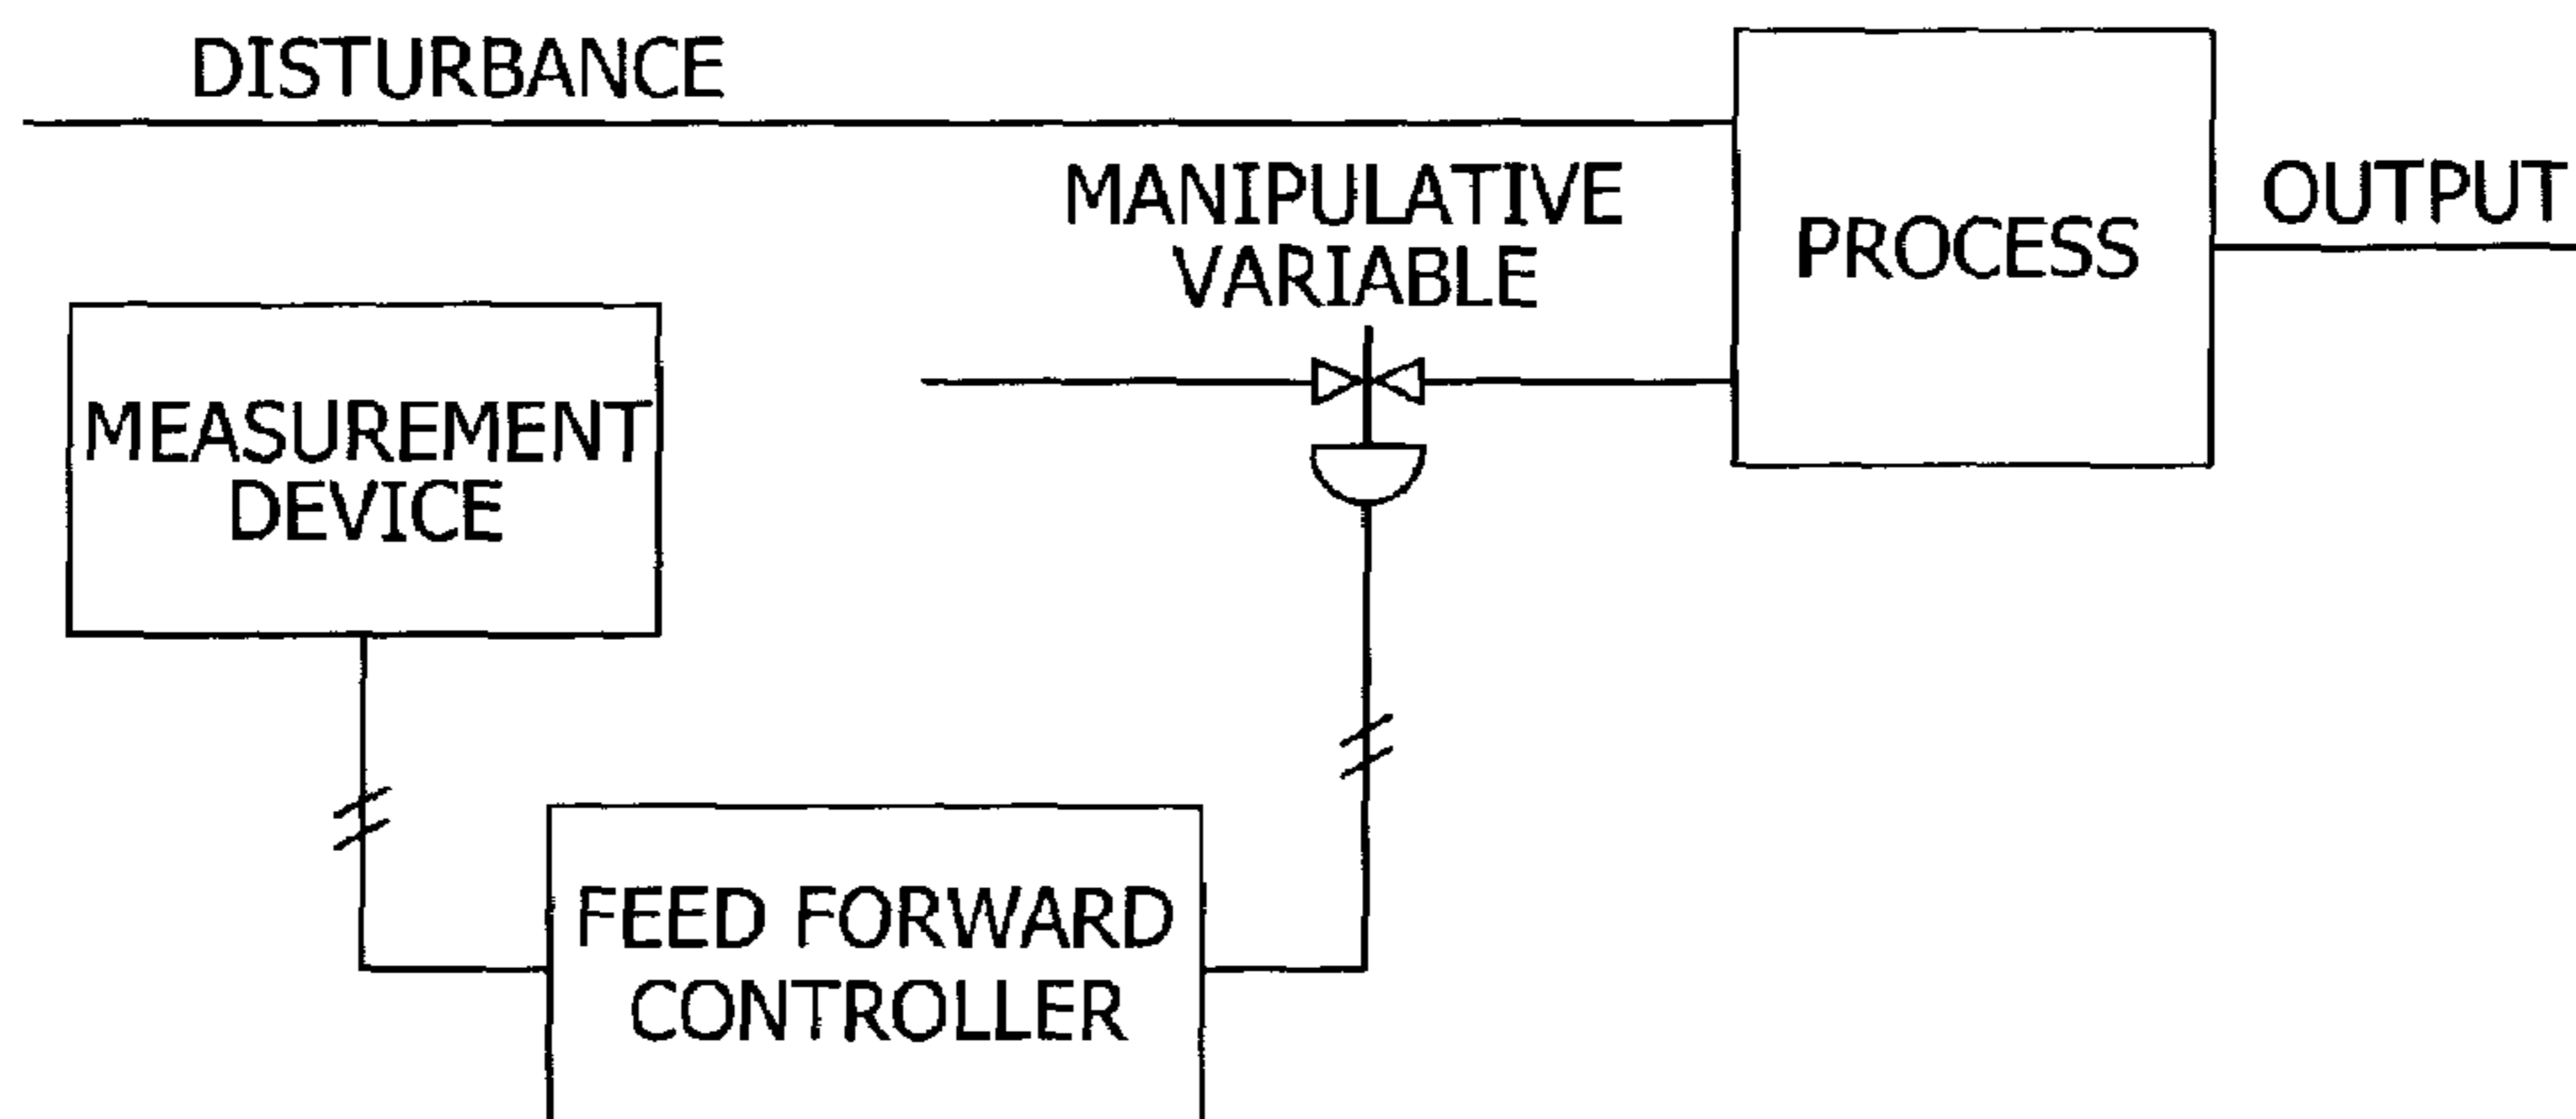 DISTURBANCE
MANIPULATIVE
VARIABLE
PROCESS
OUTPUT
MEASUREMENT
DEVICE
FEED FORWARD
CONTROLLER